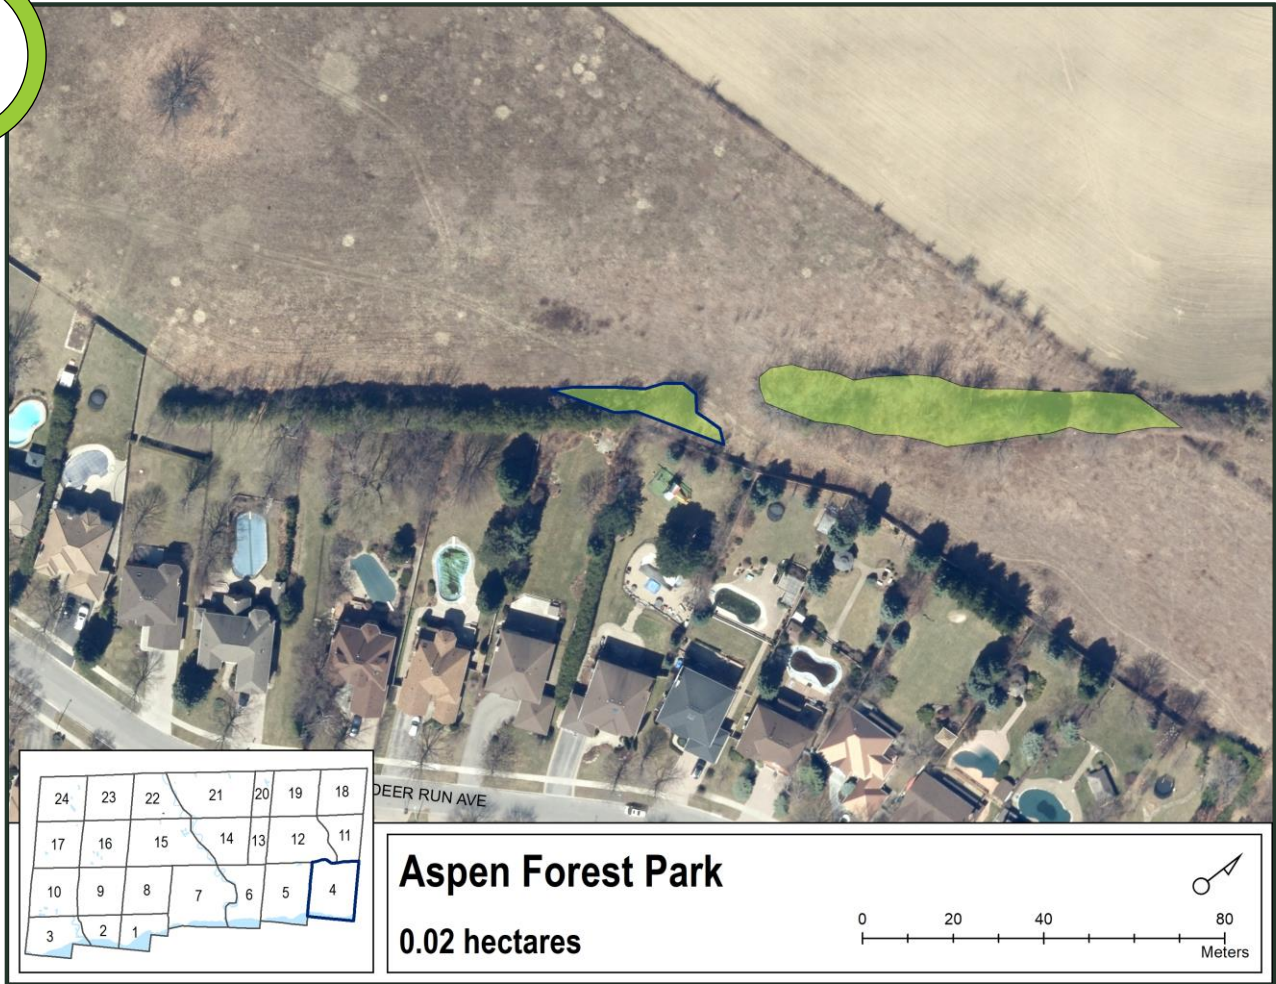 DEER RUN AVE
24 23 22 21 20 19 18
17 16 15 14 13 12 11
10 9 8 7 6 5 4
3 2 1
Aspen Forest Park
0.02 hectares
0 20 40 80
Meters